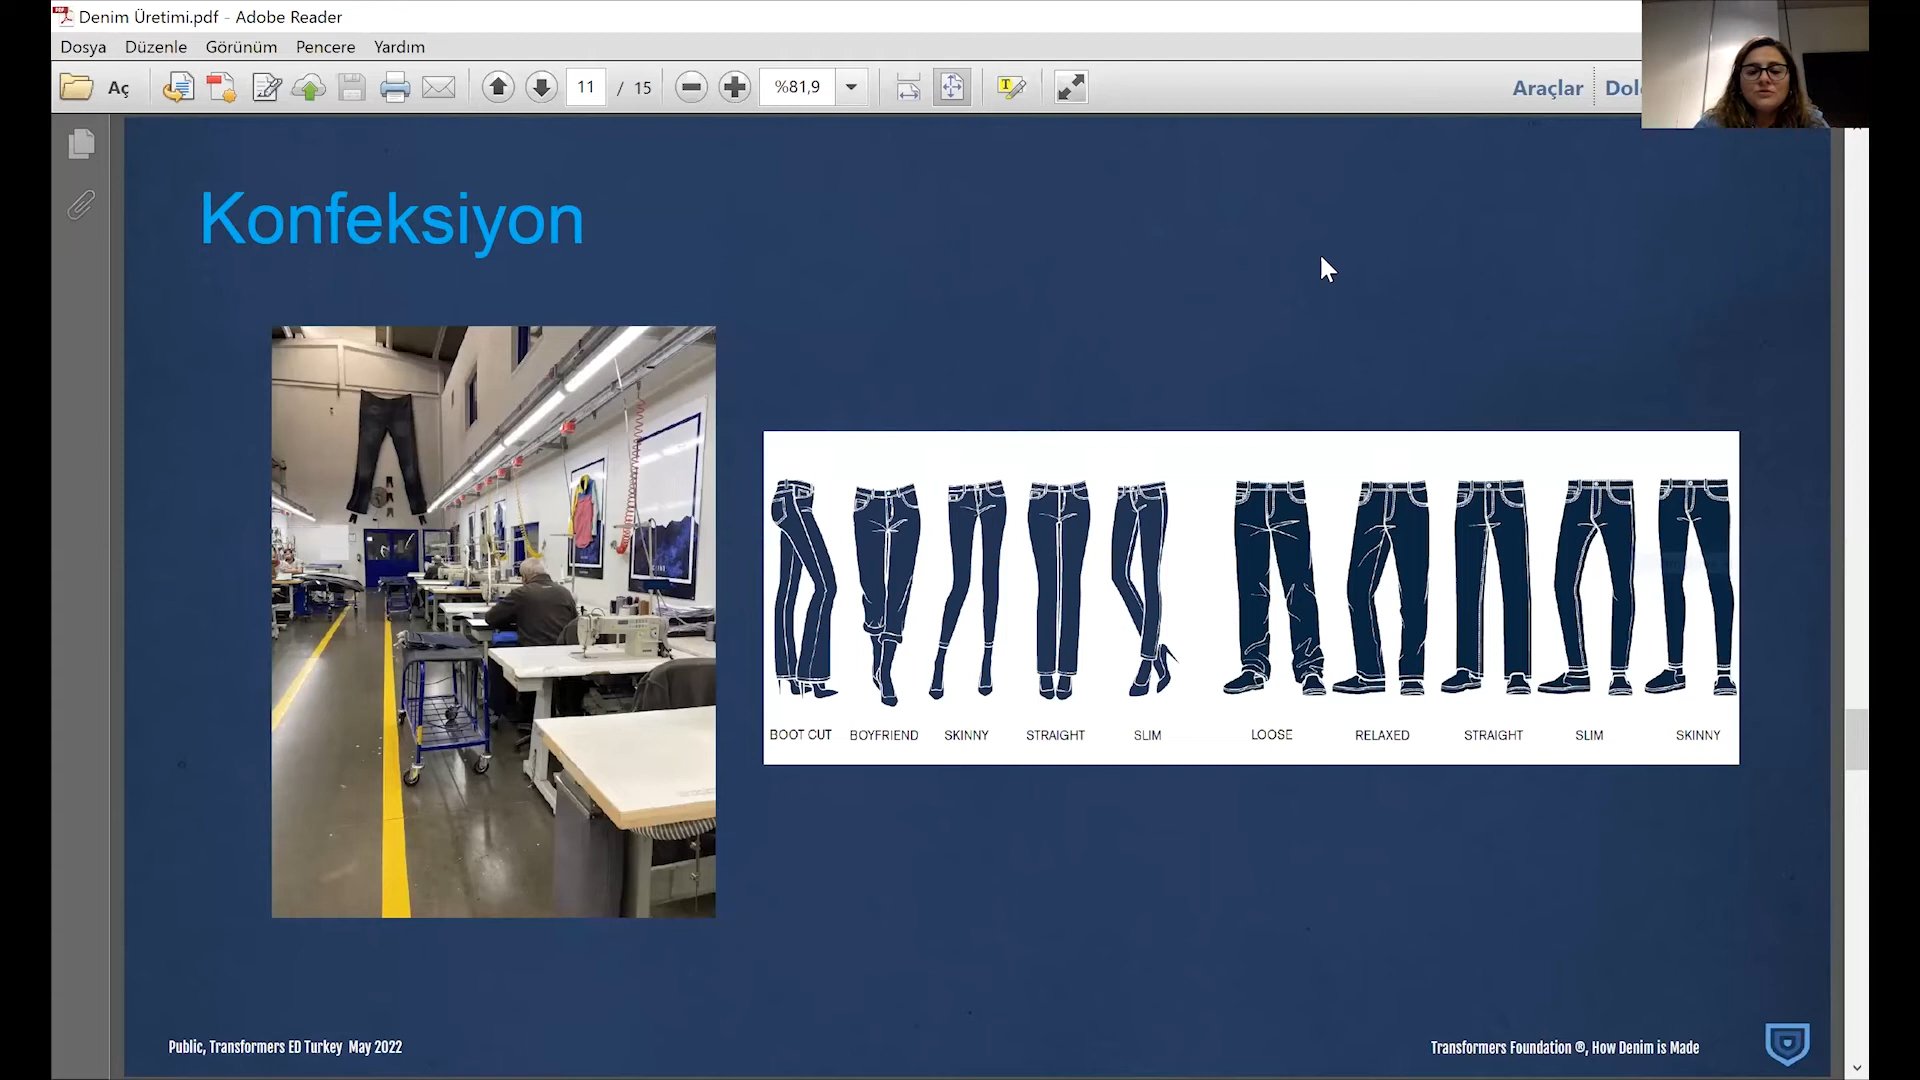 Denim Üretimi.pdf - Adobe Reader
Dosya Düzenle Görünüm Pencere Yardım
Aç 11 / 15 %81,9 Araçlar
Konfeksiyon
BOOT CUT BOYFRIEND SKINNY STRAIGHT SLIM LOOSE RELAXED STRAIGHT SLIM SKINNY
Public, Transformers ED Turkey May 2022
Transformers Foundation ®, How Denim is Made